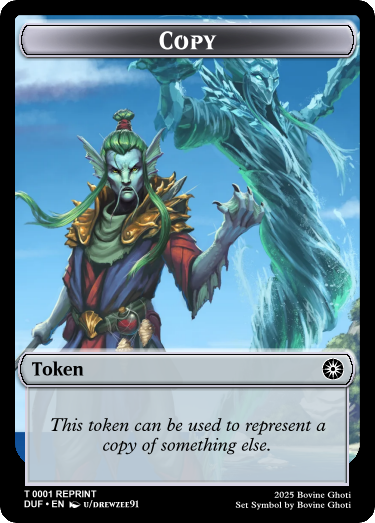 Copy
Token
This token can be used to represent a
copy of something else.
T 0001 REPRINT
DUF • EN u/drewzee91
2025 Bovine Ghoti
Set Symbol by Bovine Ghoti